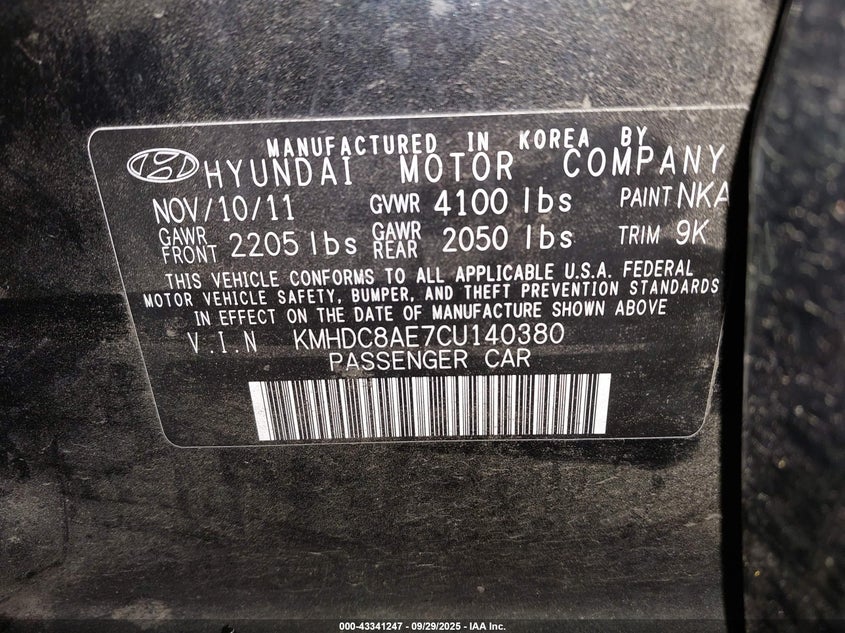 MANUFACTURED IN KOREA BY
HYUNDAI MOTOR COMPANY
NOV/10/11 GVWR 4100 lbs PAINT NKA
GAWR FRONT 2205 lbs GAWR REAR 2050 lbs TRIM 9K
THIS VEHICLE CONFORMS TO ALL APPLICABLE U.S.A. FEDERAL
MOTOR VEHICLE SAFETY, BUMPER, AND THEFT PREVENTION STANDARDS
IN EFFECT ON THE DATE OF MANUFACTURE SHOWN ABOVE
V.I.N KMHDC8AE7CU140380
PASSENGER CAR
000-43341247 - 09/29/2025 - IAA Inc.